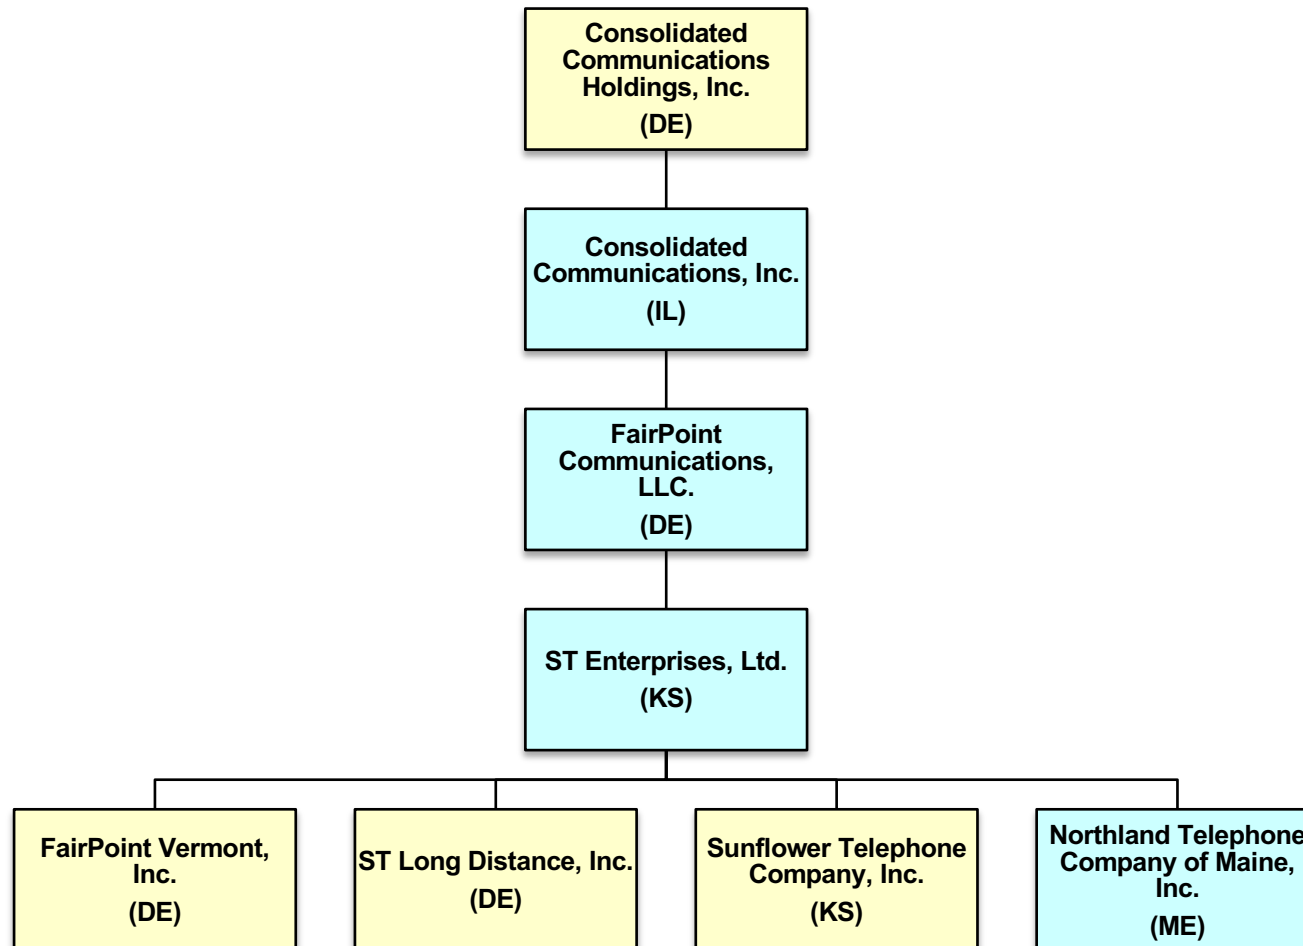 Consolidated
Communications
Holdings, Inc.
(DE)
Consolidated
Communications, Inc.
(IL)
FairPoint
Communications,
LLC.
(DE)
ST Enterprises, Ltd.
(KS)
FairPoint Vermont,
Inc.
(DE)
ST Long Distance, Inc.
(DE)
Sunflower Telephone
Company, Inc.
(KS)
Northland Telephone
Company of Maine,
Inc.
(ME)